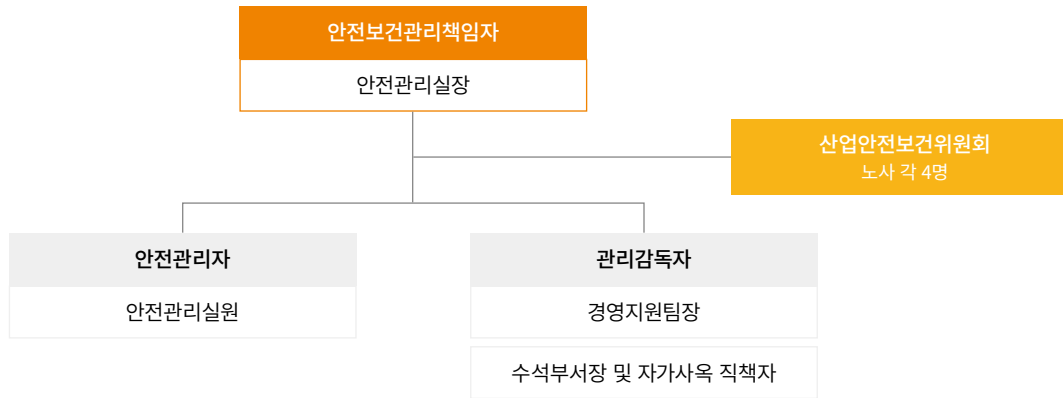 안전보건관리책임자
안전관리실장
산업안전보건위원회
노사 각 4명
안전관리자
안전관리실원
관리감독자
경영지원팀장
수석부서장 및 자가사옥 직책자